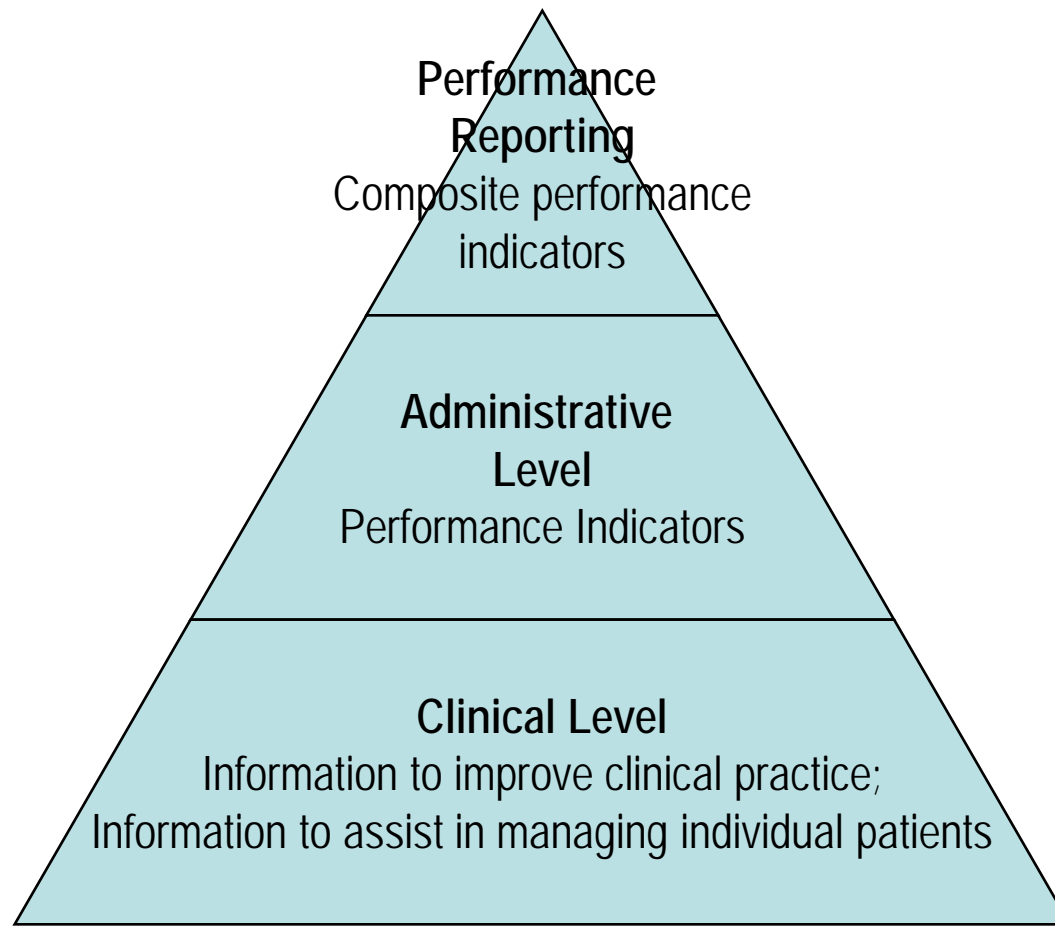 Performance
Reporting
Composite performance
indicators
Administrative
Level
Performance Indicators
Clinical Level
Information to improve clinical practice;
Information to assist in managing individual patients